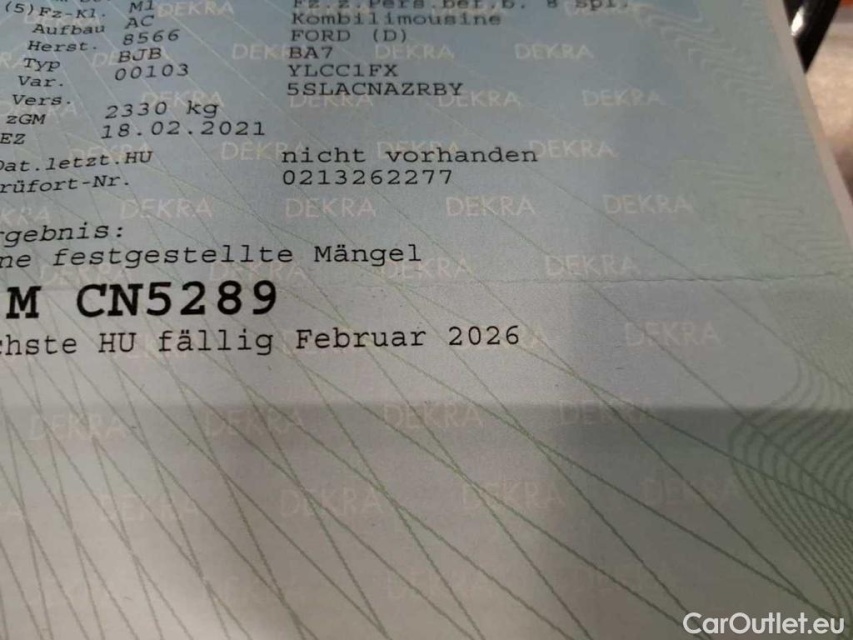 (5)Fz-Kl. M1 Fz.z.Pers.bef.b. 8 Spl.
Aufbau AC Kombilimousine
Herst. 8566 FORD (D)
Typ BJB BA7
Var. 00103 YLCC1FX
Vers. 5SLACNAZRBY
zGM 2330 kg
EZ 18.02.2021
Dat.letzt.HU nicht vorhanden
rüfort-Nr. 0213262277
rgebnis:
ne festgestellte Mängel
M CN5289
chste HU fällig Februar 2026
DEKRA
CarOutlet.eu